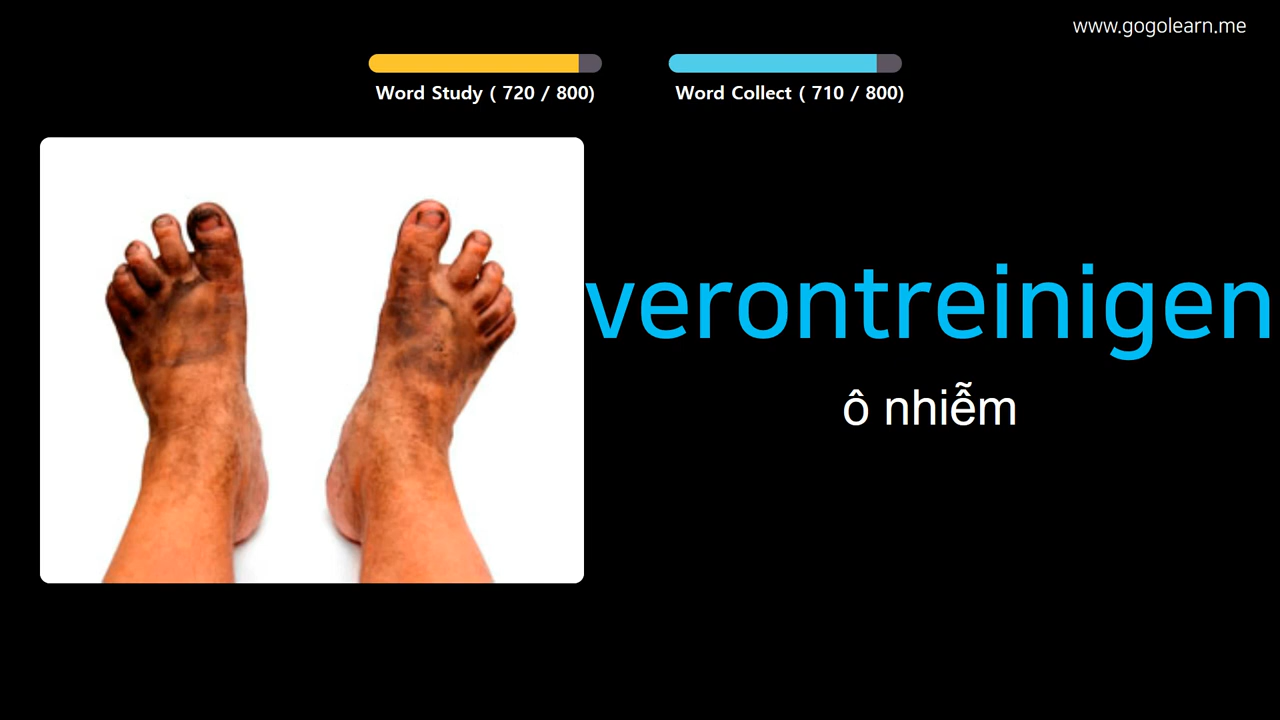 www.gogolearn.me
Word Study ( 720 / 800)
Word Collect ( 710 / 800)
verontreinigen
ô nhiễm